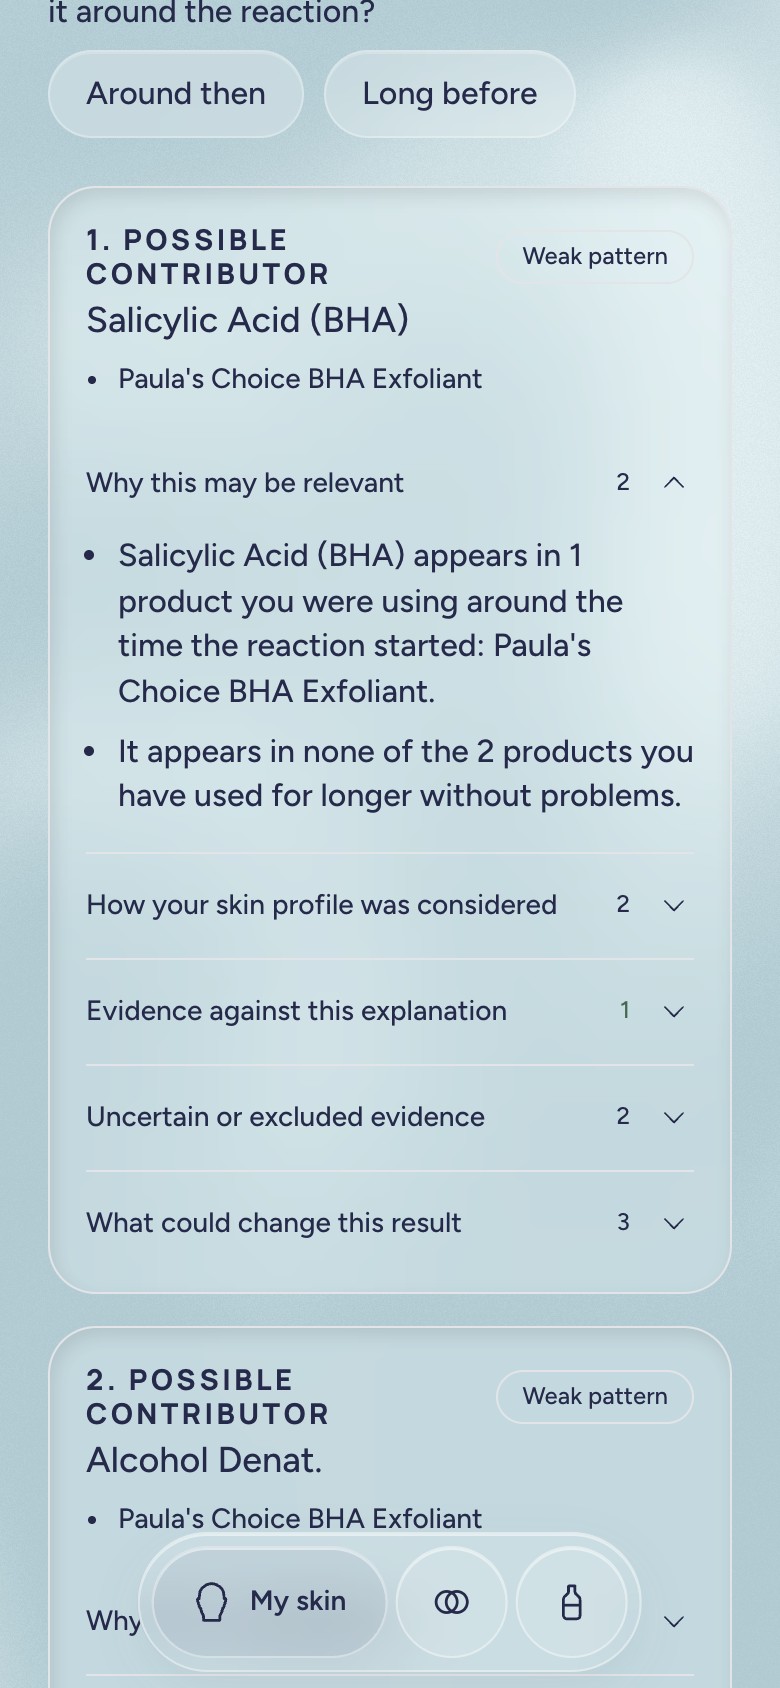 it around the reaction?
Around then
Long before
1. POSSIBLE
CONTRIBUTOR
Weak pattern
Salicylic Acid (BHA)
• Paula's Choice BHA Exfoliant
Why this may be relevant 2
• Salicylic Acid (BHA) appears in 1
product you were using around the
time the reaction started: Paula's
Choice BHA Exfoliant.
• It appears in none of the 2 products you
have used for longer without problems.
How your skin profile was considered 2
Evidence against this explanation 1
Uncertain or excluded evidence 2
What could change this result 3
2. POSSIBLE
CONTRIBUTOR
Weak pattern
Alcohol Denat.
• Paula's Choice BHA Exfoliant
Why
My skin